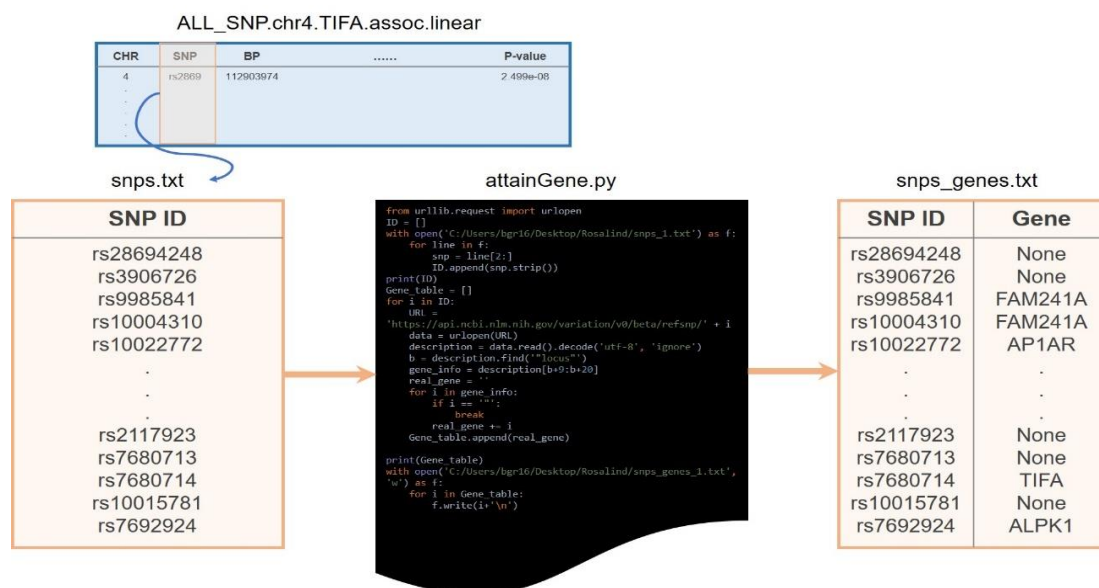 ALL_SNP.chr4.TIFA.assoc.linear
CHR SNP BP ...... P-value
4 rs2869 112903974 2.499e-08
.
.
.
.
snps.txt
SNP ID
rs28694248
rs3906726
rs9985841
rs10004310
rs10022772
.
.
.
rs2117923
rs7680713
rs7680714
rs10015781
rs7692924
attainGene.py
from urllib.request import urlopen
ID = []
with open('C:/Users/bgr16/Desktop/Rosalind/snps_1.txt') as f:
    for line in f:
        snp = line[2:]
        ID.append(snp.strip())
print(ID)
Gene_table = []
for i in ID:
    URL =
'https://api.ncbi.nlm.nih.gov/variation/v0/beta/refsnp/' + i
    data = urlopen(URL)
    description = data.read().decode('utf-8', 'ignore')
    b = description.find('"locus"')
    gene_info = description[b+9:b+20]
    real_gene = ''
    for i in gene_info:
        if i == '"':
            break
        real_gene += i
    Gene_table.append(real_gene)
print(Gene_table)
with open('C:/Users/bgr16/Desktop/Rosalind/snps_genes_1.txt',
'w') as f:
    for i in Gene_table:
        f.write(i+'\n')
snps_genes.txt
SNP ID Gene
rs28694248 None
rs3906726 None
rs9985841 FAM241A
rs10004310 FAM241A
rs10022772 AP1AR
. .
. .
. .
rs2117923 None
rs7680713 None
rs7680714 TIFA
rs10015781 None
rs7692924 ALPK1